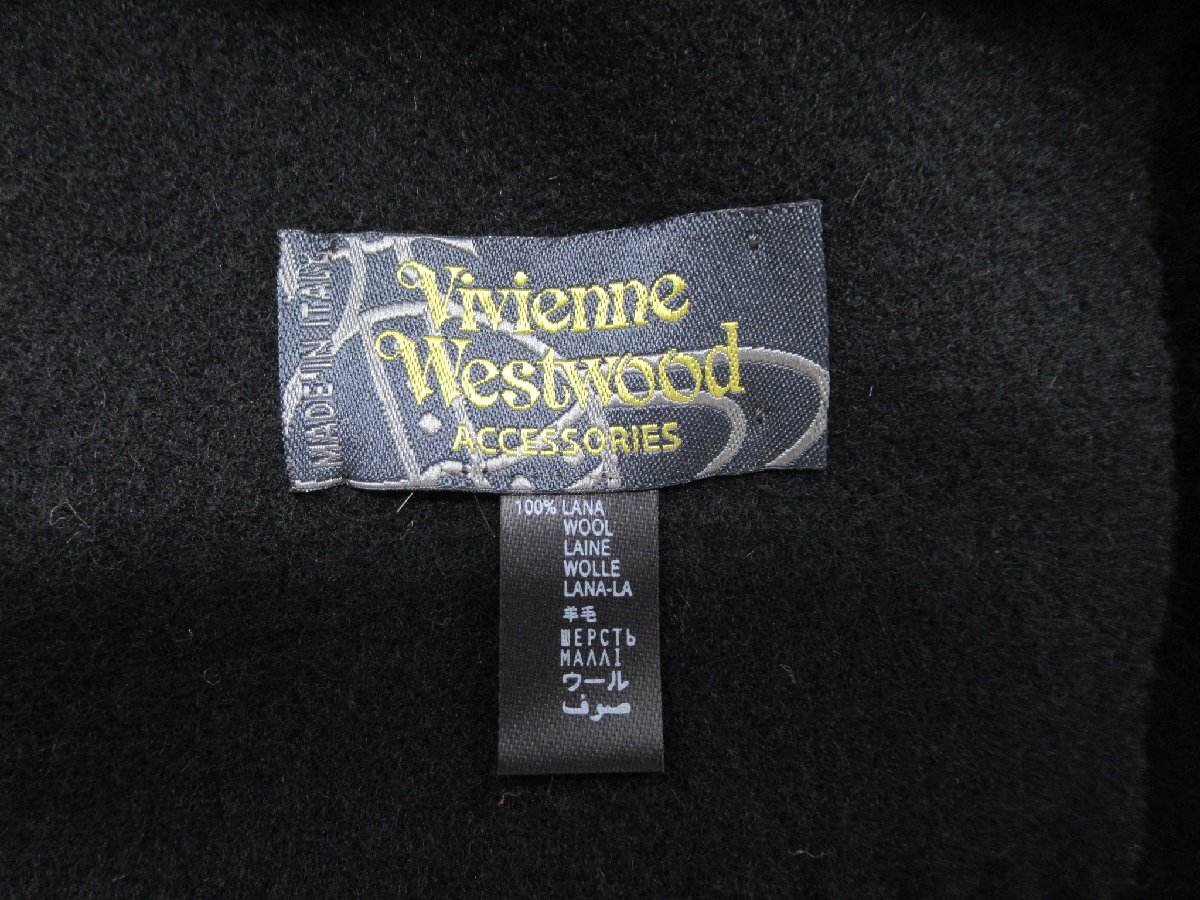 MADE IN ITALY
Vivienne
Westwood
ACCESSORIES
100% LANA
WOOL
LAINE
WOLLE
LANA-LA
羊毛
ШЕРСТЬ
ΜΑΛΛΙ
ウール
صوف